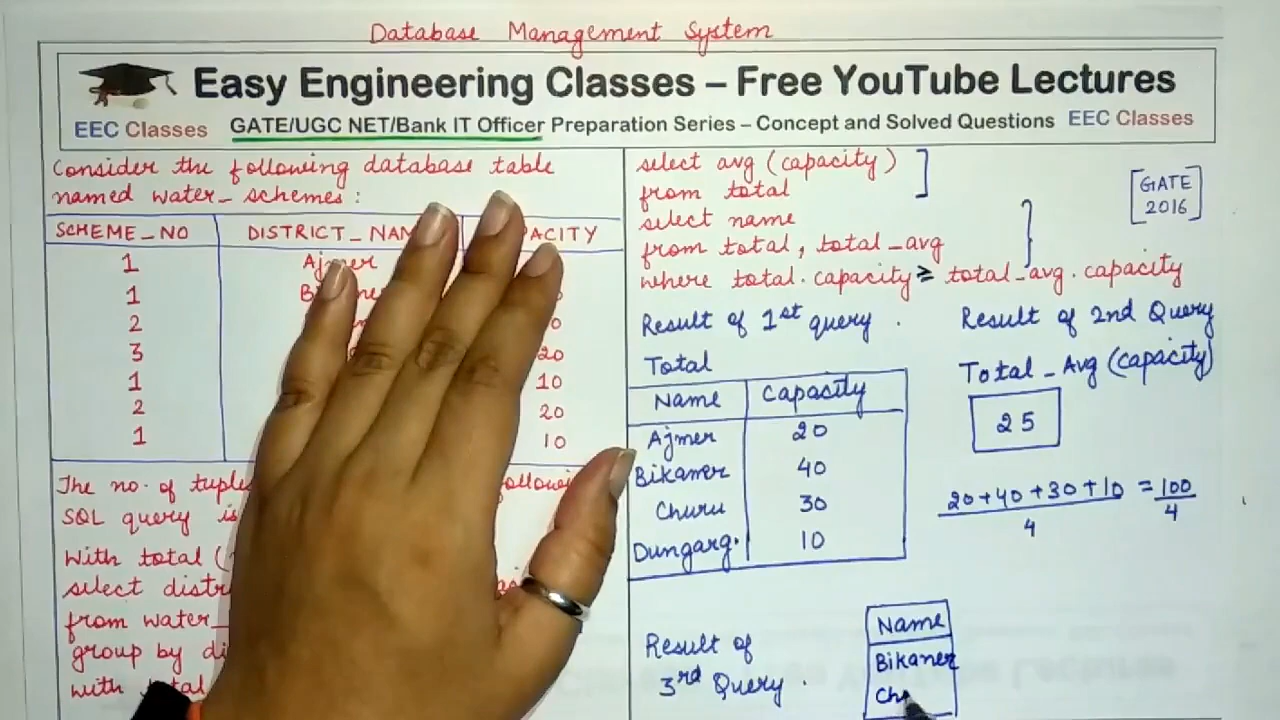 Database Management System
Easy Engineering Classes – Free YouTube Lectures
EEC Classes GATE/UGC NET/Bank IT Officer Preparation Series – Concept and Solved Questions EEC Classes
Consider the following database table
named water_schemes :
SCHEME_NO DISTRICT_NAM PACITY
1 Ajmer
1
2 0
3 20
1 10
2 20
1 10
The no. of tuples
SQL query is
With total (
select distr
from water_
group by di
with total
select avg (capacity)
from total
select name
from total, total_avg
where total.capacity ≥ total_avg.capacity
[GATE
2016]
Result of 1st query .
Total
Name Capacity
Ajmer 20
Bikaner 40
Churu 30
Dungarg. 10
Result of 2nd Query
Total_Avg (capacity)
25
20+40+30+10 = 100
4 4
Result of
3rd Query .
Name
Bikaner
Ch